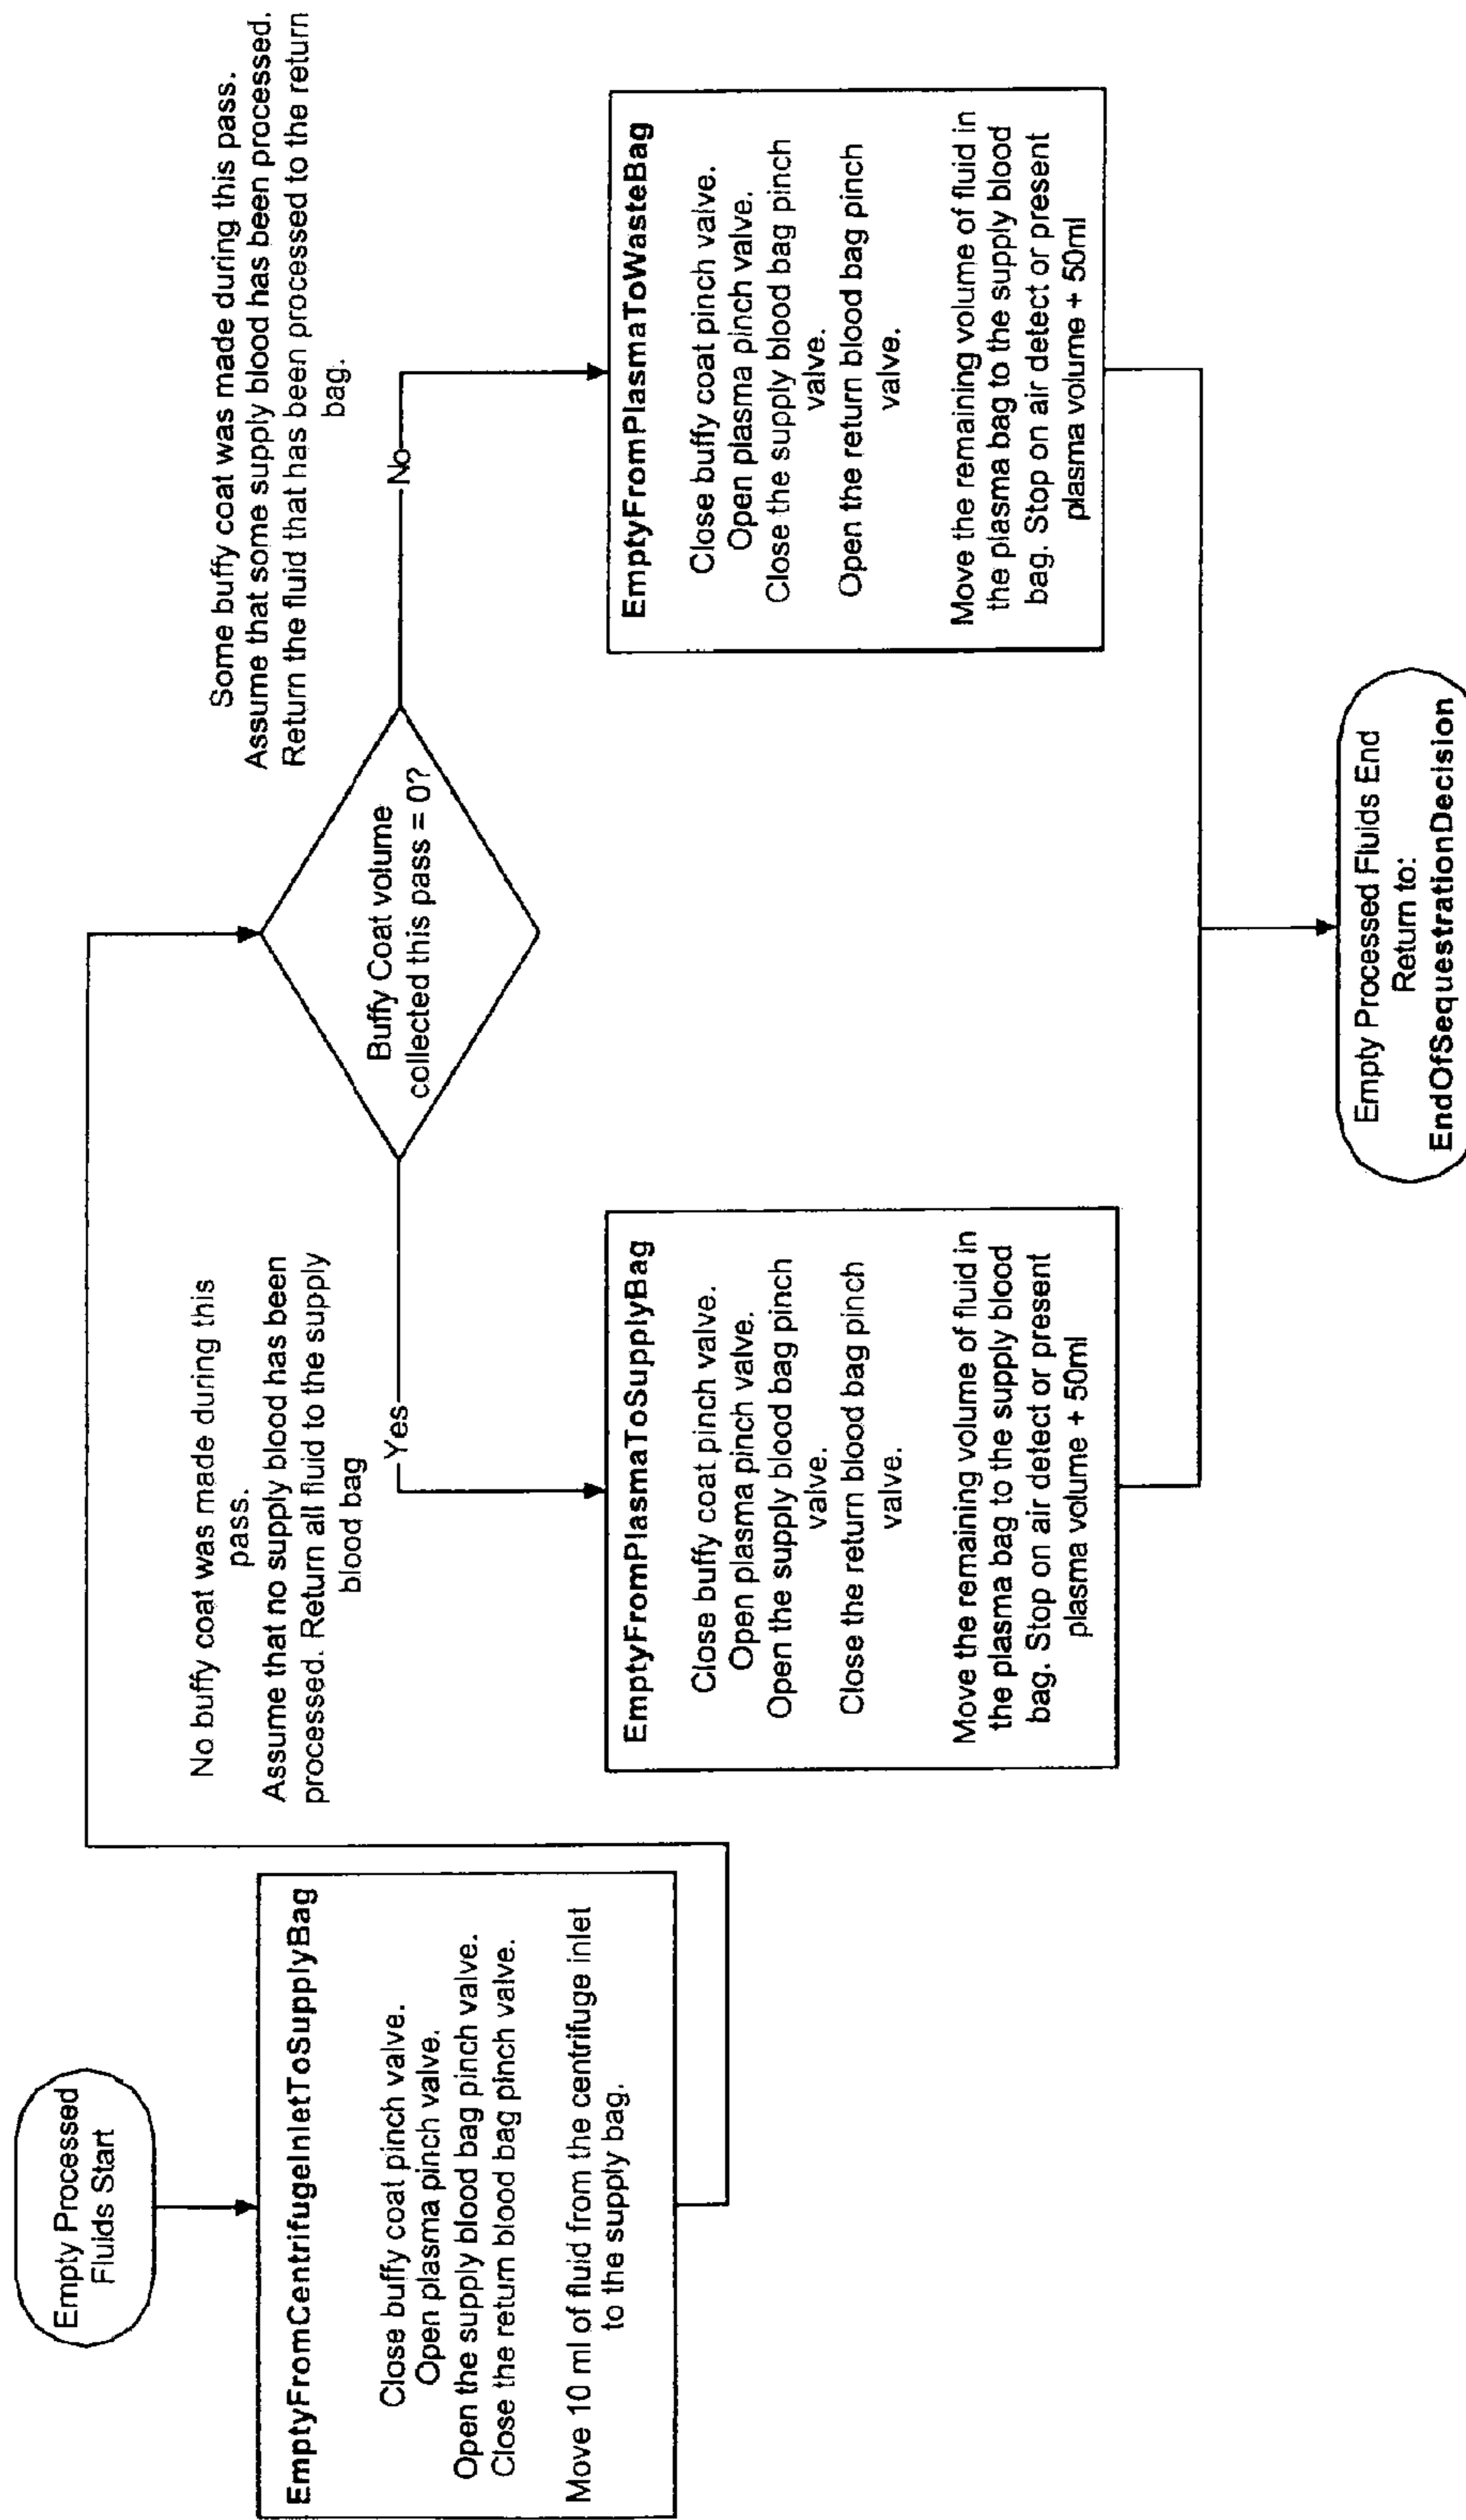 Empty Processed
Fluids Start
EmptyFromCentrifugeInletToSupplyBag
Close buffy coat pinch valve.
Open plasma pinch valve.
Open the supply blood bag pinch valve.
Close the return blood bag pinch valve.
Move 10 ml of fluid from the centrifuge inlet
to the supply bag.
No buffy coat was made during this
pass.
Assume that no supply blood has been
processed. Return all fluid to the supply
blood bag
Buffy Coat volume
collected this pass = 0?
Some buffy coat was made during this pass.
Assume that some supply blood has been processed.
Return the fluid that has been processed to the return
bag.
Yes
No
EmptyFromPlasmaToSupplyBag
Close buffy coat pinch valve.
Open plasma pinch valve.
Open the supply blood bag pinch
valve.
Close the return blood bag pinch
valve.
Move the remaining volume of fluid in
the plasma bag to the supply blood
bag. Stop on air detect or present
plasma volume + 50ml
EmptyFromPlasmaToWasteBag
Close buffy coat pinch valve.
Open plasma pinch valve.
Close the supply blood bag pinch
valve.
Open the return blood bag pinch
valve.
Move the remaining volume of fluid in
the plasma bag to the supply blood
bag. Stop on air detect or present
plasma volume + 50ml
Empty Processed Fluids End
Return to:
EndOfSequestrationDecision